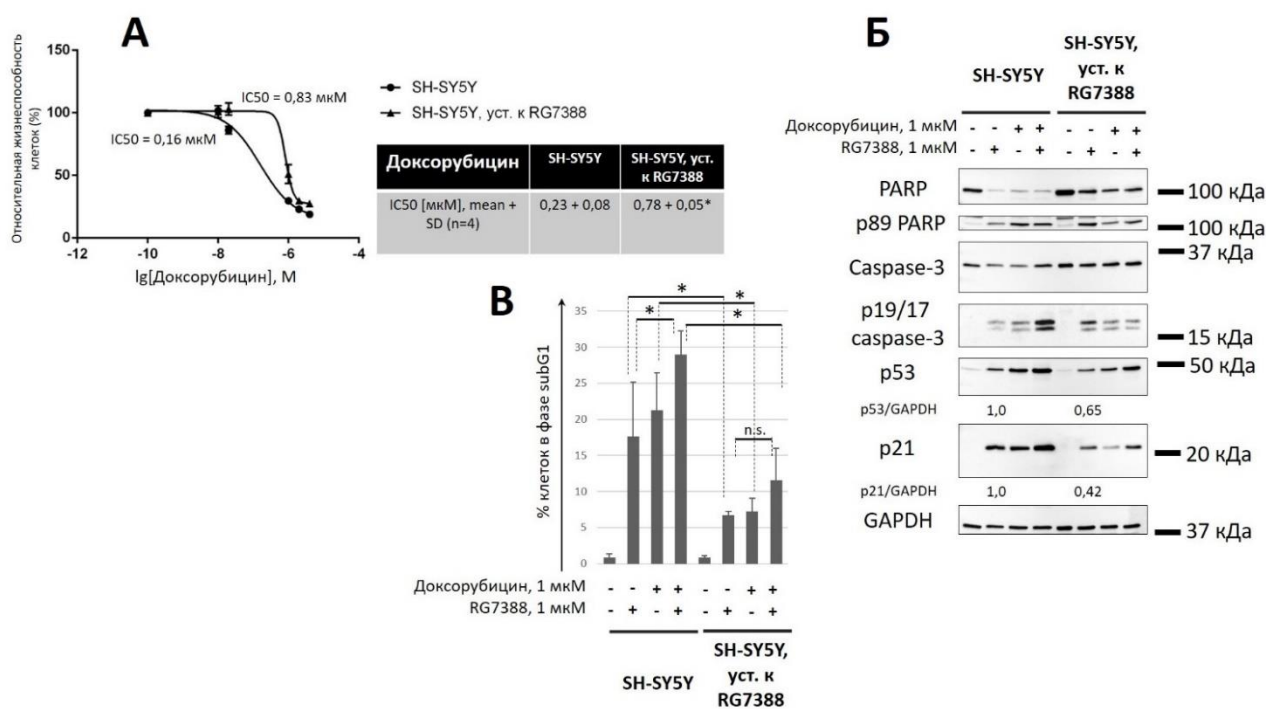 А
Относительная жизнеспособность
клеток (%)
150
100
50
0
IC50 = 0,83 мкМ
IC50 = 0,16 мкМ
-12
-10
-8
-6
-4
lg[Доксорубицин], М
SH-SY5Y
SH-SY5Y, уст. к RG7388
Доксорубицин
SH-SY5Y
SH-SY5Y, уст.
к RG7388
IC50 [мкМ], mean +
SD (n=4)
0,23 + 0,08
0,78 + 0,05*
Б
SH-SY5Y
SH-SY5Y,
уст. к
RG7388
Доксорубицин, 1 мкМ - - + + - - + +
RG7388, 1 мкМ - + - + - + - +
PARP
100 кДа
p89 PARP
100 кДа
Caspase-3
37 кДа
p19/17
caspase-3
15 кДа
p53
50 кДа
p53/GAPDH
1,0
0,65
p21
20 кДа
p21/GAPDH
1,0
0,42
GAPDH
37 кДа
В
% клеток в фазе subG1
35
30
25
20
15
10
5
0
*
*
*
*
n.s.
Доксорубицин, 1 мкМ - - + + - - + +
RG7388, 1 мкМ - + - + - + - +
SH-SY5Y
SH-SY5Y,
уст. к
RG7388